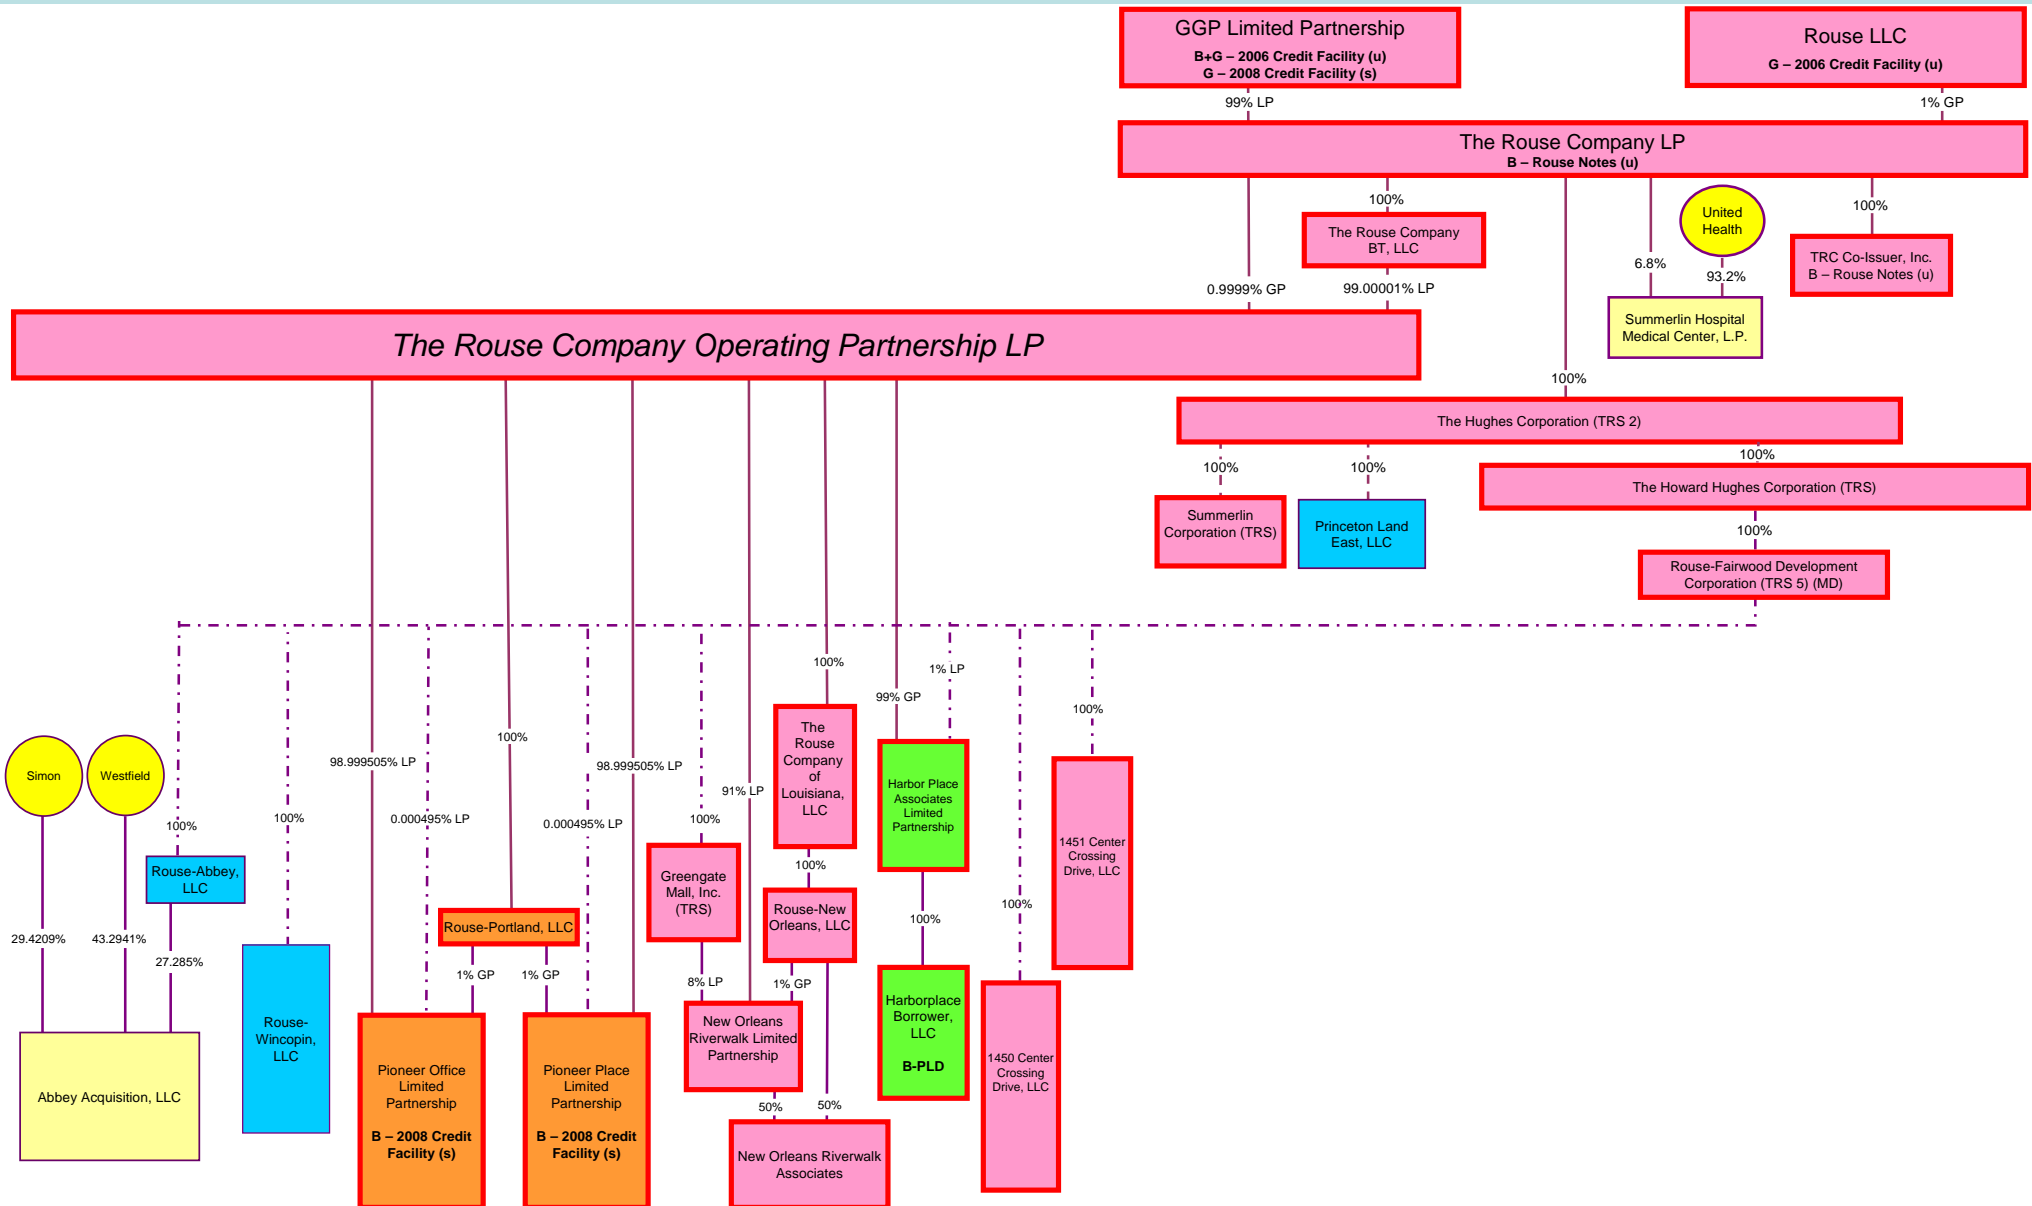 GGP Limited Partnership
B+G – 2006 Credit Facility (u)
G – 2008 Credit Facility (s)
Rouse LLC
G – 2006 Credit Facility (u)
99% LP
1% GP
The Rouse Company LP
B – Rouse Notes (u)
100%
The Rouse Company
BT, LLC
United
Health
100%
6.8%
93.2%
TRC Co-Issuer, Inc.
B – Rouse Notes (u)
0.9999% GP
99.00001% LP
Summerlin Hospital
Medical Center, L.P.
The Rouse Company Operating Partnership LP
100%
The Hughes Corporation (TRS 2)
100%
100%
100%
The Howard Hughes Corporation (TRS)
Summerlin
Corporation (TRS)
Princeton Land
East, LLC
100%
Rouse-Fairwood Development
Corporation (TRS 5) (MD)
100%
1% LP
99% GP
100%
100%
98.999505% LP
98.999505% LP
91% LP
The
Rouse
Company
of
Louisiana,
LLC
Harbor Place
Associates
Limited
Partnership
Simon
Westfield
100%
100%
0.000495% LP
0.000495% LP
100%
1451 Center
Crossing
Drive, LLC
Rouse-Abbey,
LLC
Greengate
Mall, Inc.
(TRS)
100%
Rouse-New
Orleans, LLC
100%
100%
Rouse-Portland, LLC
29.4209%
43.2941%
27.285%
1% GP
1% GP
8% LP
1% GP
Rouse-
Wincopin,
LLC
Harborplace
Borrower,
LLC
B-PLD
New Orleans
Riverwalk Limited
Partnership
1450 Center
Crossing
Drive, LLC
Abbey Acquisition, LLC
Pioneer Office
Limited
Partnership
B – 2008 Credit
Facility (s)
Pioneer Place
Limited
Partnership
B – 2008 Credit
Facility (s)
50%
50%
New Orleans Riverwalk
Associates